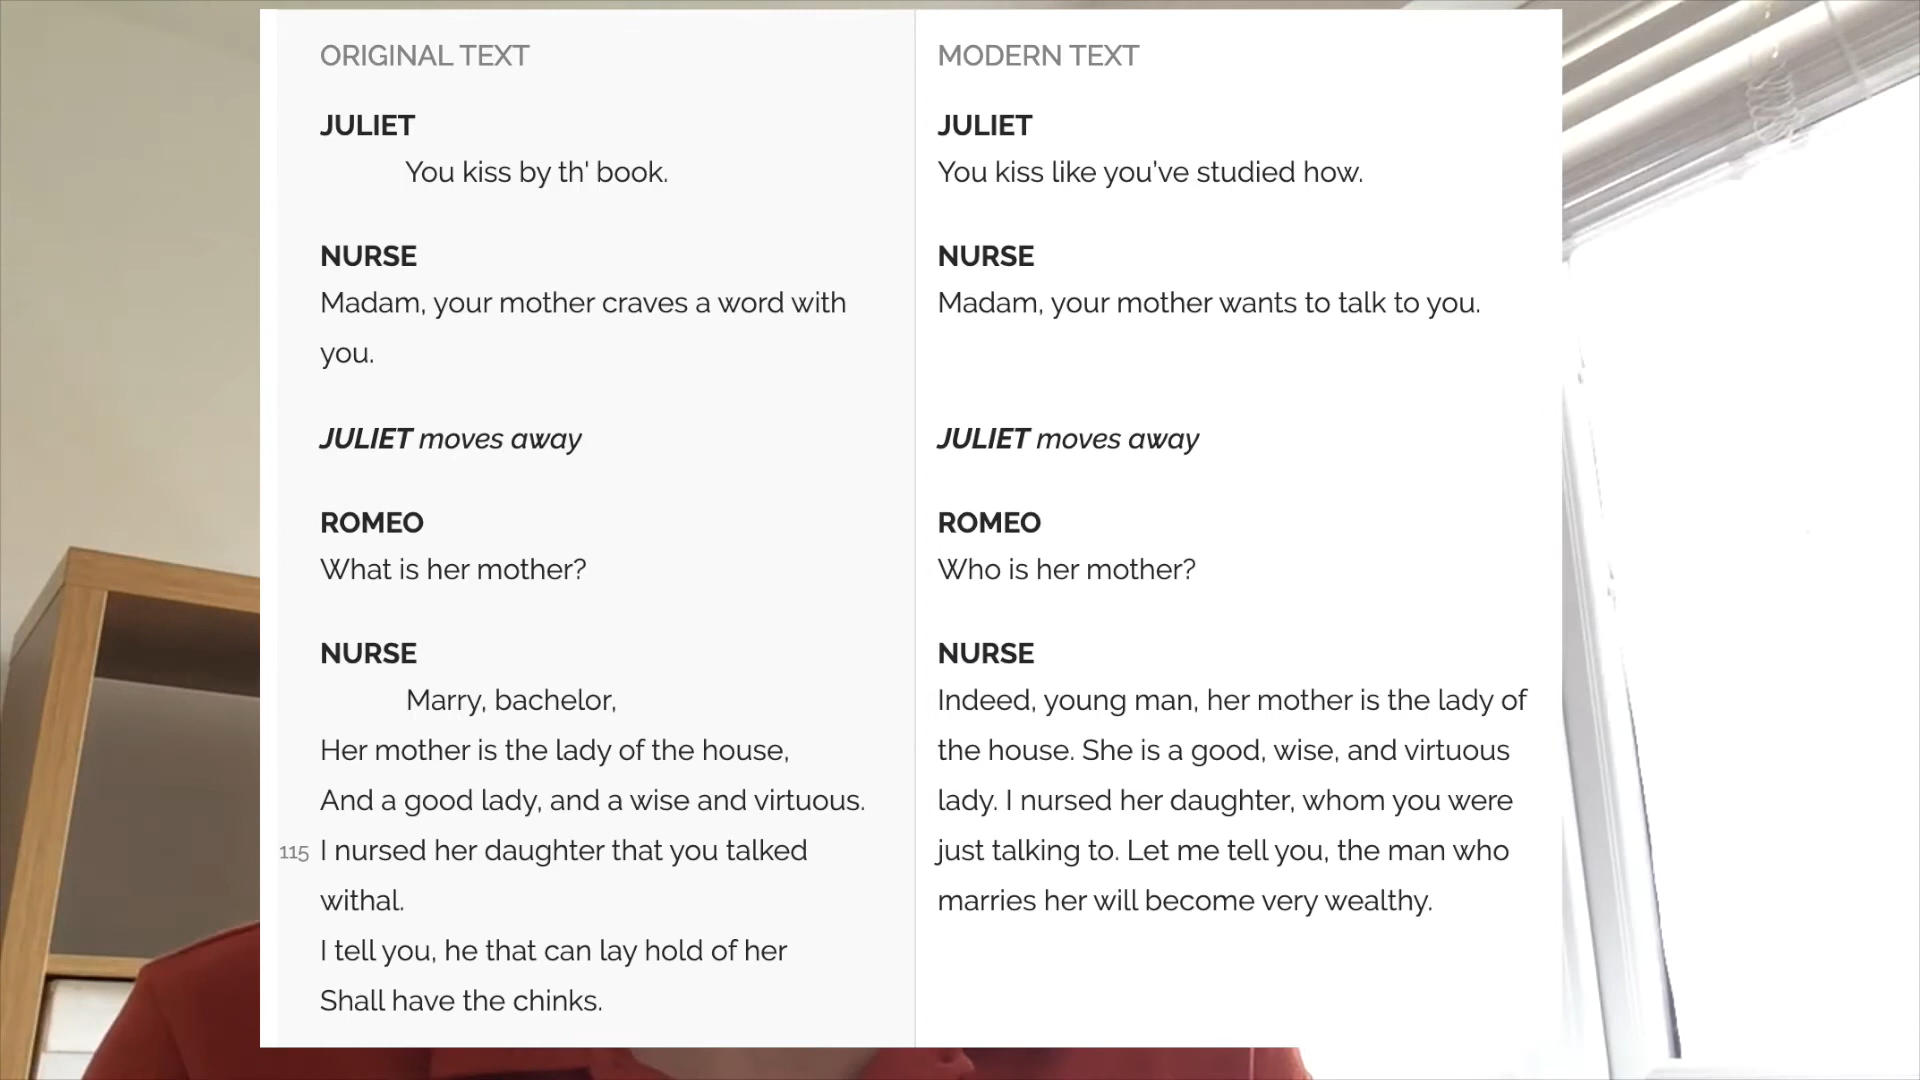 ORIGINAL TEXT
JULIET
You kiss by th' book.
NURSE
Madam, your mother craves a word with
you.
JULIET moves away
ROMEO
What is her mother?
NURSE
Marry, bachelor,
Her mother is the lady of the house,
And a good lady, and a wise and virtuous.
115 I nursed her daughter that you talked
withal.
I tell you, he that can lay hold of her
Shall have the chinks.
MODERN TEXT
JULIET
You kiss like you’ve studied how.
NURSE
Madam, your mother wants to talk to you.
JULIET moves away
ROMEO
Who is her mother?
NURSE
Indeed, young man, her mother is the lady of
the house. She is a good, wise, and virtuous
lady. I nursed her daughter, whom you were
just talking to. Let me tell you, the man who
marries her will become very wealthy.